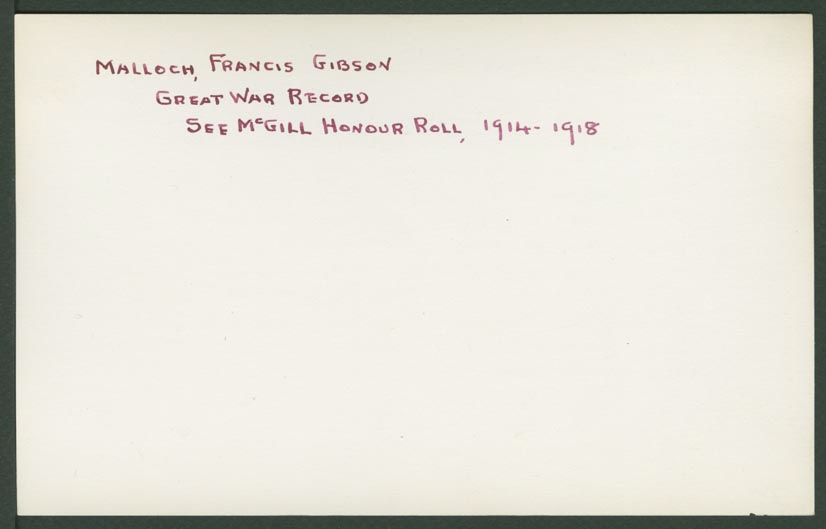 MALLOCH, FRANCIS GIBSON
GREAT WAR RECORD
SEE McGILL HONOUR ROLL, 1914-1918